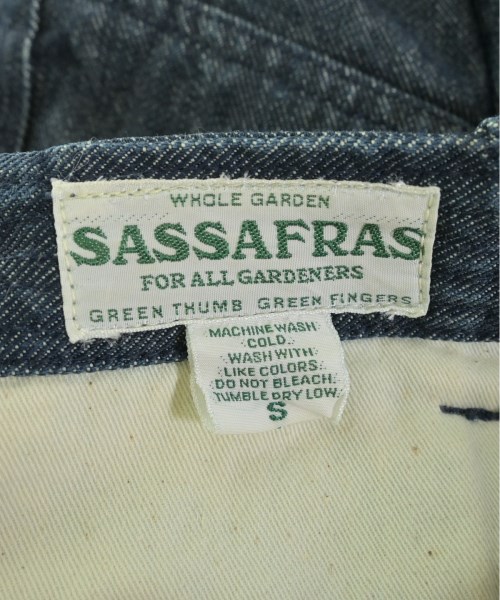 WHOLE GARDEN
SASSAFRAS
FOR ALL GARDENERS
GREEN THUMB GREEN FINGERS
MACHINE WASH
COLD.
WASH WITH
LIKE COLORS.
DO NOT BLEACH.
TUMBLE DRY LOW.
S